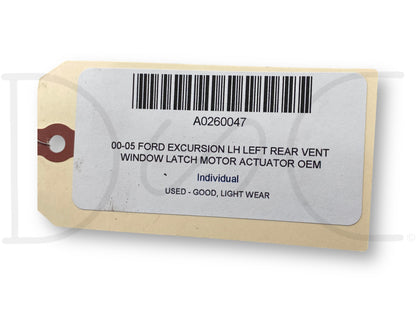 A0260047
00-05 FORD EXCURSION LH LEFT REAR VENT
WINDOW LATCH MOTOR ACTUATOR OEM
Individual
USED - GOOD, LIGHT WEAR